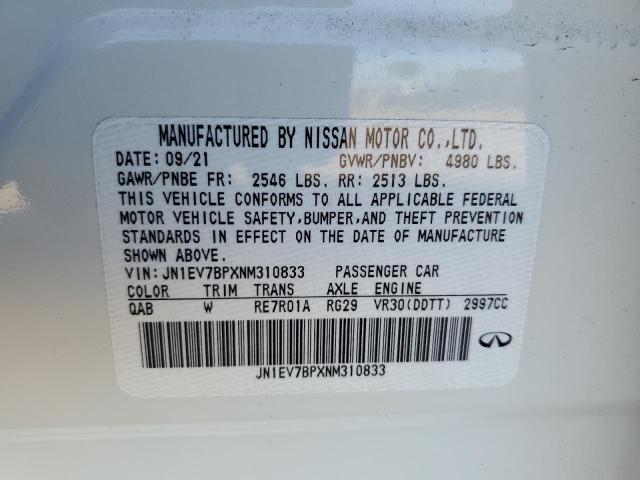 MANUFACTURED BY NISSAN MOTOR CO.,LTD.
DATE: 09/21 GVWR/PNBV: 4980 LBS.
GAWR/PNBE FR: 2546 LBS. RR: 2513 LBS.
THIS VEHICLE CONFORMS TO ALL APPLICABLE FEDERAL
MOTOR VEHICLE SAFETY,BUMPER,AND THEFT PREVENTION
STANDARDS IN EFFECT ON THE DATE OF MANUFACTURE
SHOWN ABOVE.
VIN: JN1EV7BPXNM310833 PASSENGER CAR
COLOR TRIM TRANS AXLE ENGINE
QAB W RE7R01A RG29 VR30(DDTT) 2997CC
JN1EV7BPXNM310833